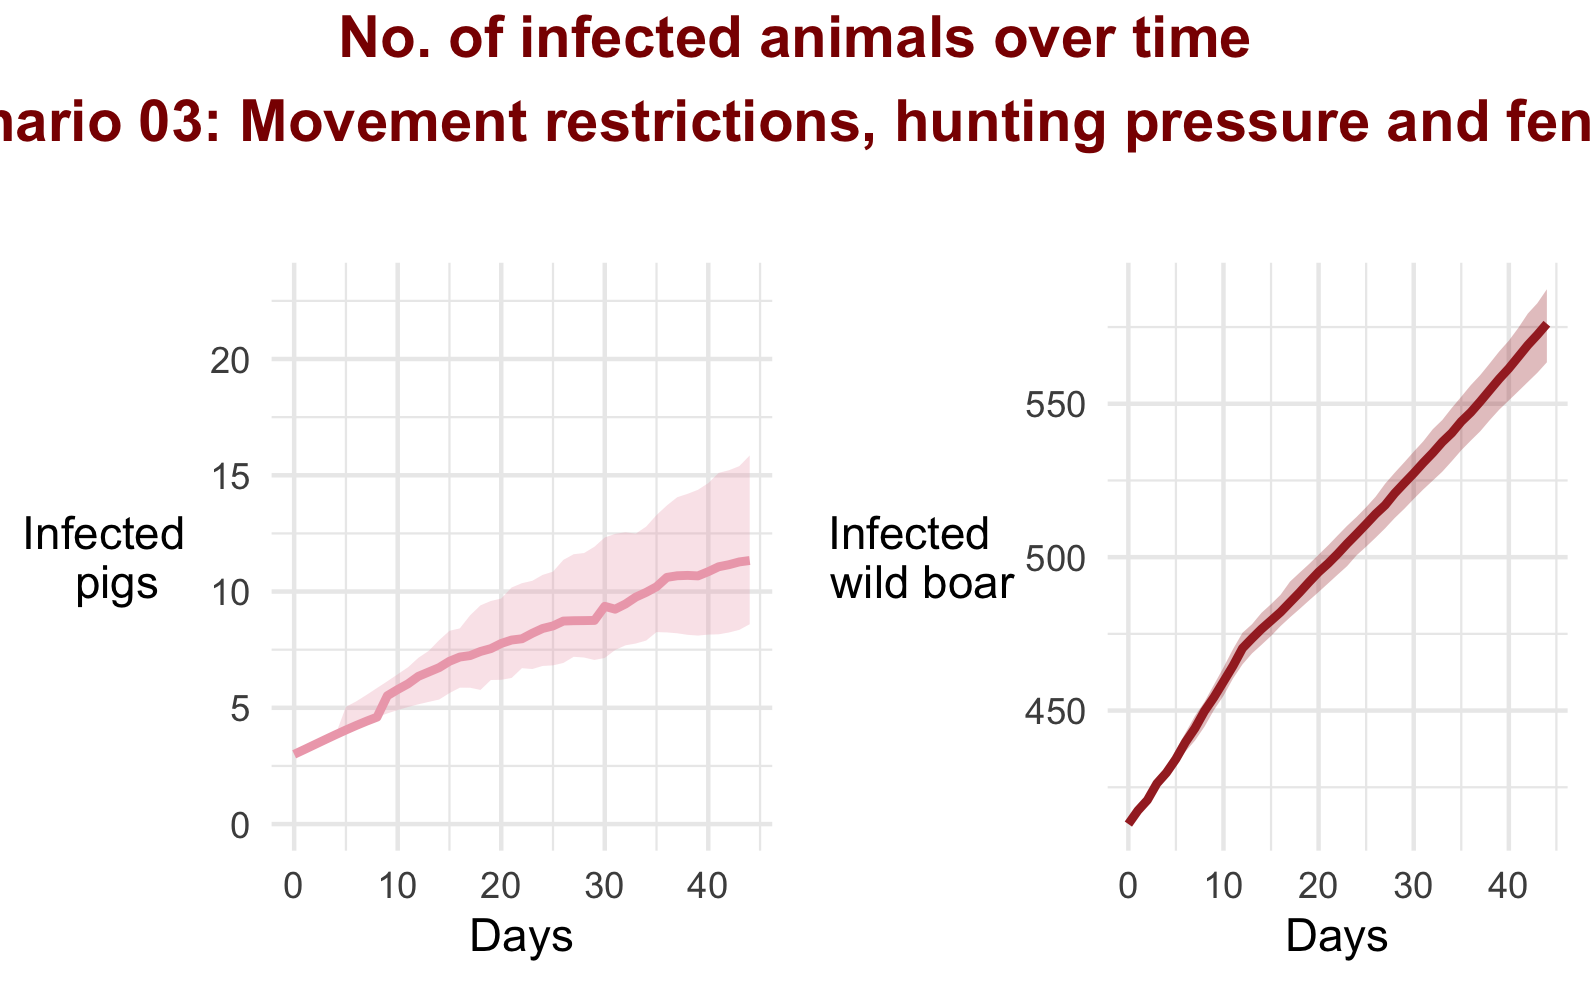 No. of infected animals over time
nario 03: Movement restrictions, hunting pressure and fen
Infected
pigs
20
15
10
5
0
0 10 20 30 40
Days
Infected
wild boar
550
500
450
0 10 20 30 40
Days